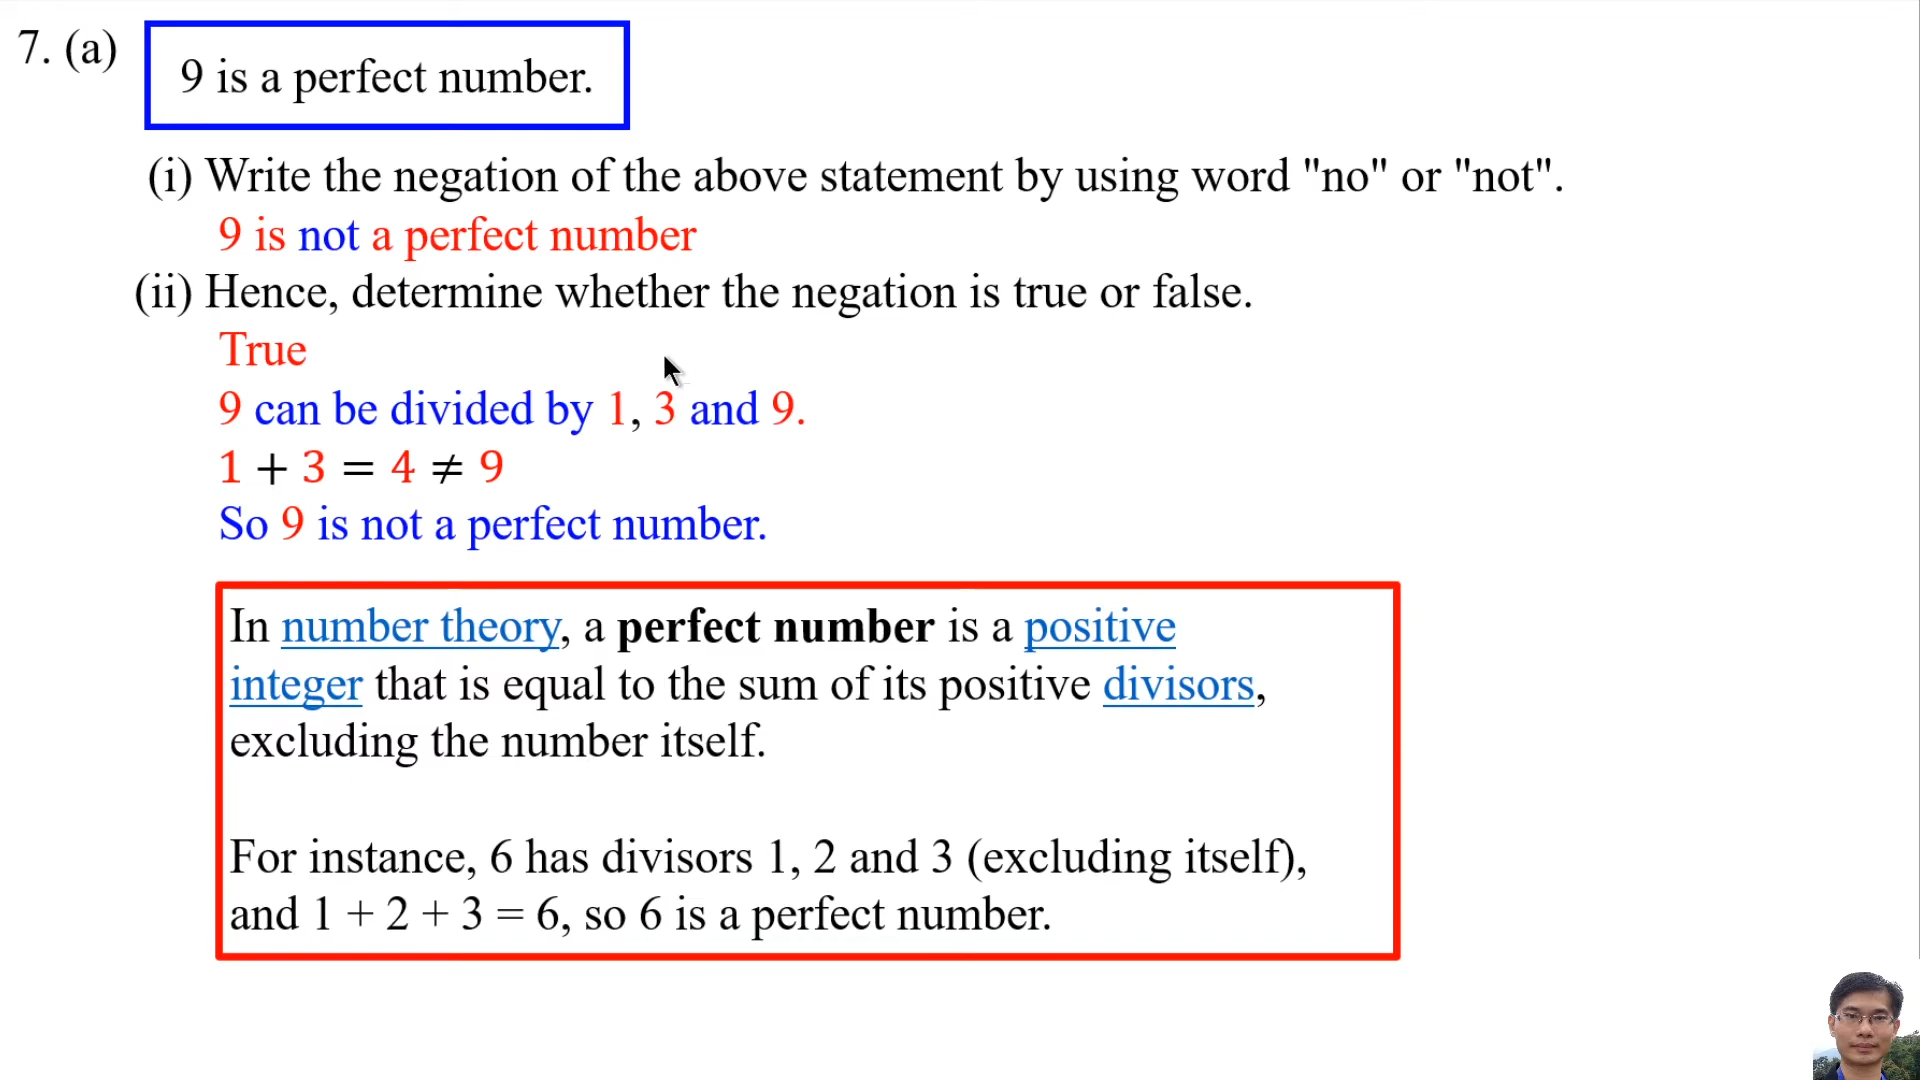 7. (a)
9 is a perfect number.
(i) Write the negation of the above statement by using word "no" or "not".
9 is not a perfect number
(ii) Hence, determine whether the negation is true or false.
True
9 can be divided by 1, 3 and 9.
1 + 3 = 4 ≠ 9
So 9 is not a perfect number.
In number theory, a perfect number is a positive
integer that is equal to the sum of its positive divisors,
excluding the number itself.
For instance, 6 has divisors 1, 2 and 3 (excluding itself),
and 1 + 2 + 3 = 6, so 6 is a perfect number.